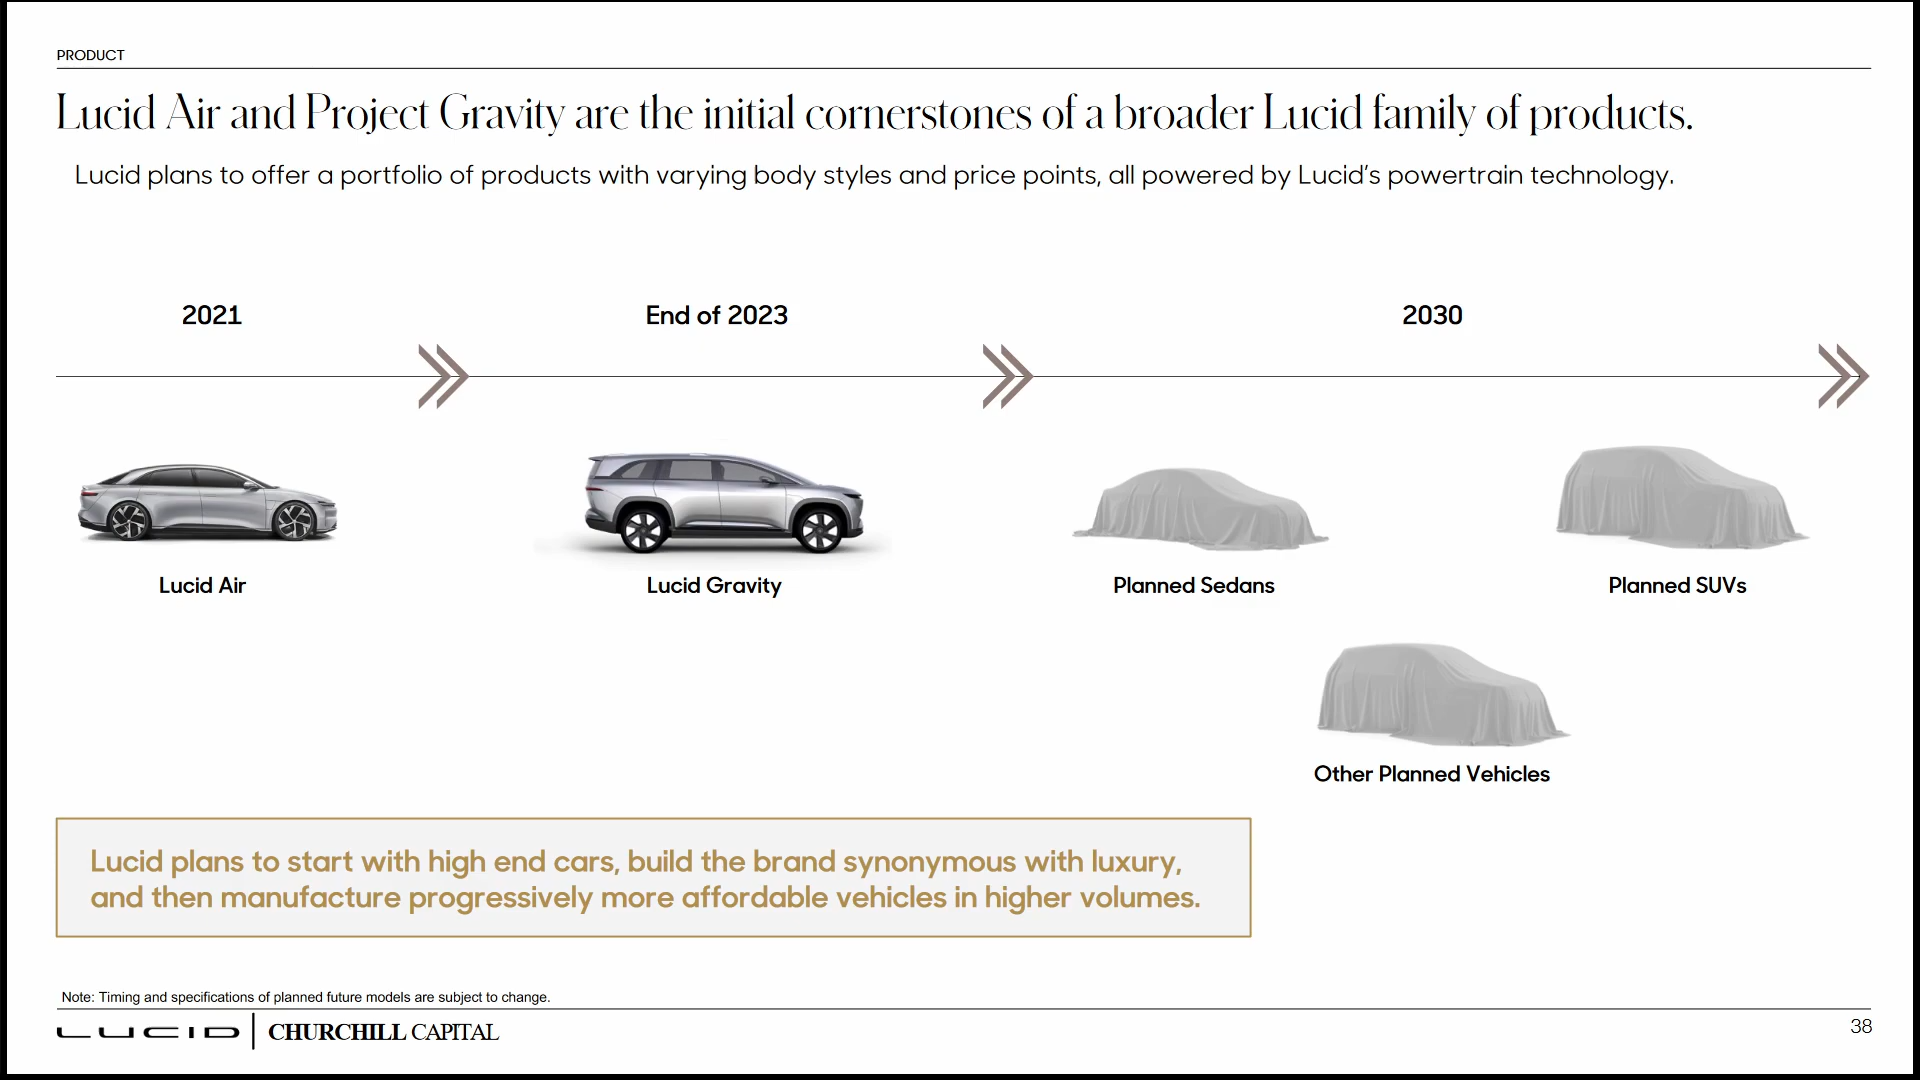 PRODUCT
Lucid Air and Project Gravity are the initial cornerstones of a broader Lucid family of products.
Lucid plans to offer a portfolio of products with varying body styles and price points, all powered by Lucid’s powertrain technology.
2021
End of 2023
2030
Lucid Air
Lucid Gravity
Planned Sedans
Planned SUVs
Other Planned Vehicles
Lucid plans to start with high end cars, build the brand synonymous with luxury,
and then manufacture progressively more affordable vehicles in higher volumes.
Note: Timing and specifications of planned future models are subject to change.
LUCID | CHURCHILL CAPITAL
38